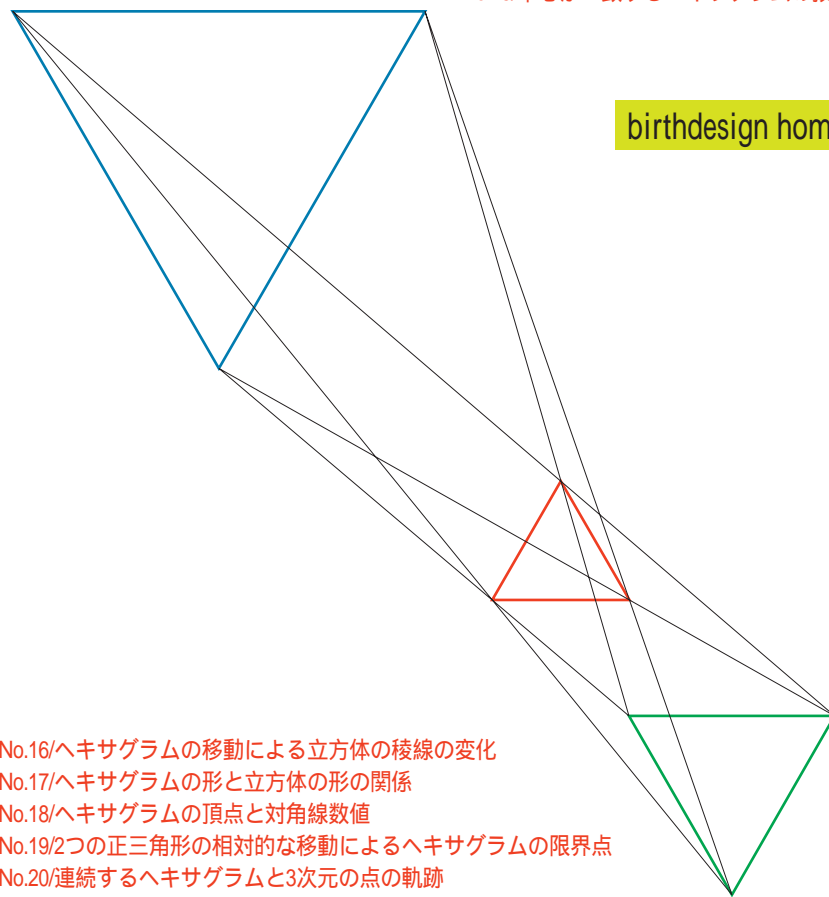 birthdesign hom
No.16/ヘキサグラムの移動による立方体の稜線の変化
No.17/ヘキサグラムの形と立方体の形の関係
No.18/ヘキサグラムの頂点と対角線数値
No.19/2つの正三角形の相対的な移動によるヘキサグラムの限界点
No.20/連続するヘキサグラムと3次元の点の軌跡